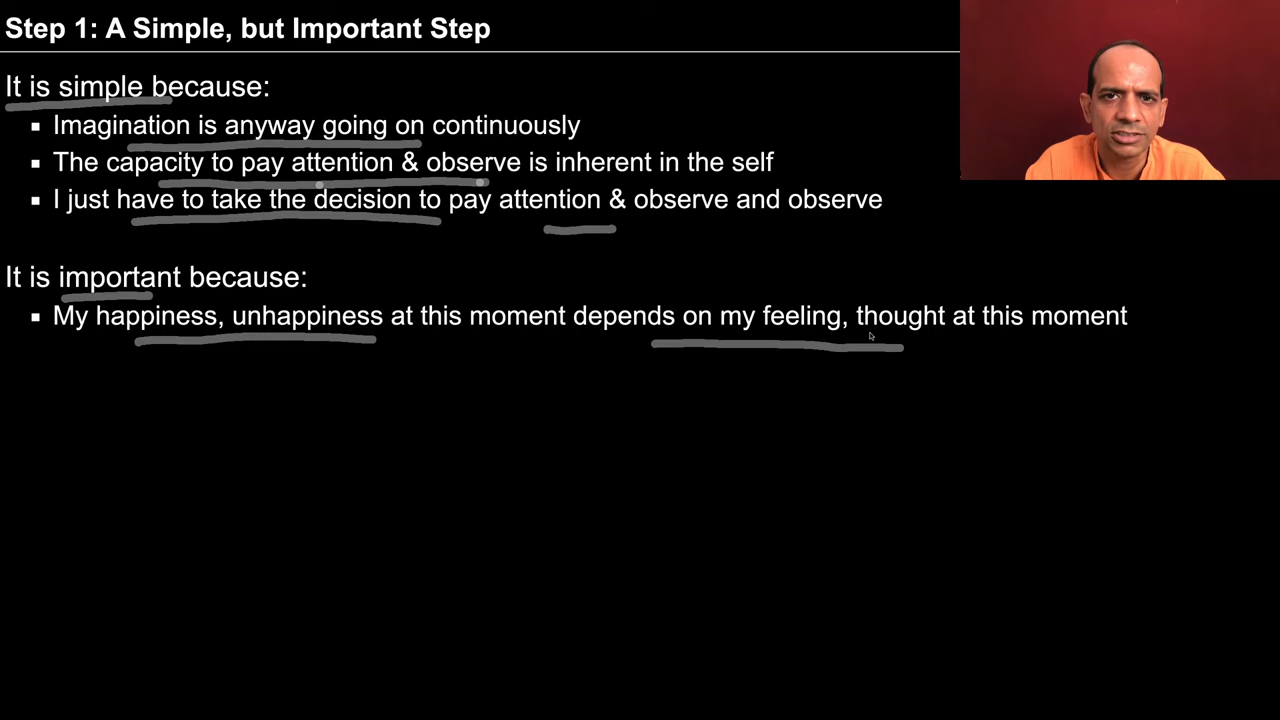 Step 1: A Simple, but Important Step
It is simple because:
▪ Imagination is anyway going on continuously
▪ The capacity to pay attention & observe is inherent in the self
▪ I just have to take the decision to pay attention & observe and observe
It is important because:
▪ My happiness, unhappiness at this moment depends on my feeling, thought at this moment